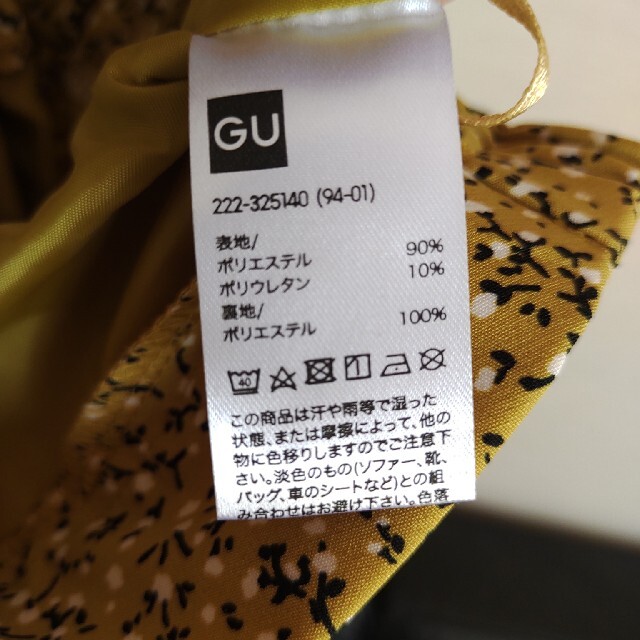 GU
222-325140 (94-01)
表地/
ポリエステル 90%
ポリウレタン 10%
裏地/
ポリエステル 100%
40
この商品は汗や雨等で湿った
状態、または摩擦によって、他の
物に色移りしますのでご注意下
さい。淡色のもの(ソファー、靴、
バッグ、車のシートなど)との組
み合わせはお避け下さい。色落